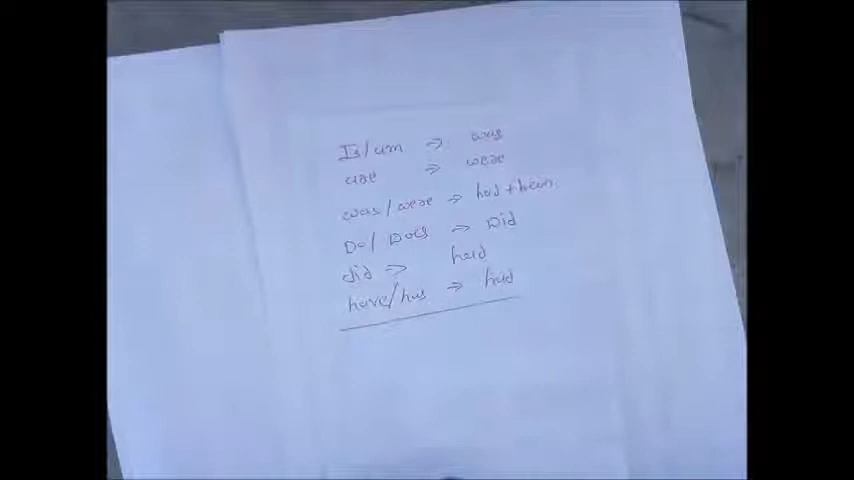 Is/am → was
are → were
was/were → had + been
Do/Does → Did
did → had
have/has → had